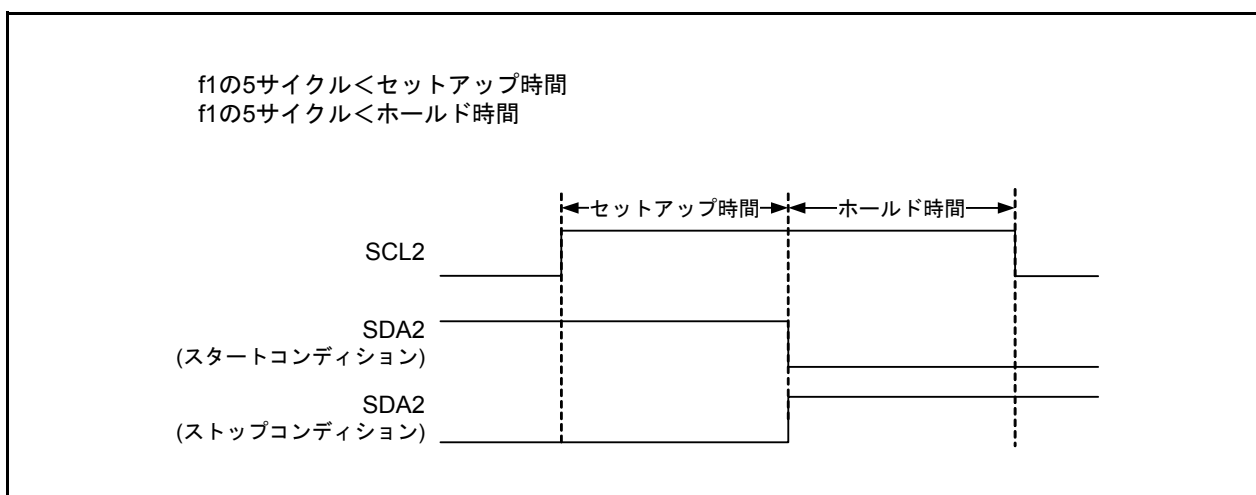 f1の5サイクル＜セットアップ時間
f1の5サイクル＜ホールド時間
セットアップ時間
ホールド時間
SCL2
SDA2
(スタートコンディション)
SDA2
(ストップコンディション)